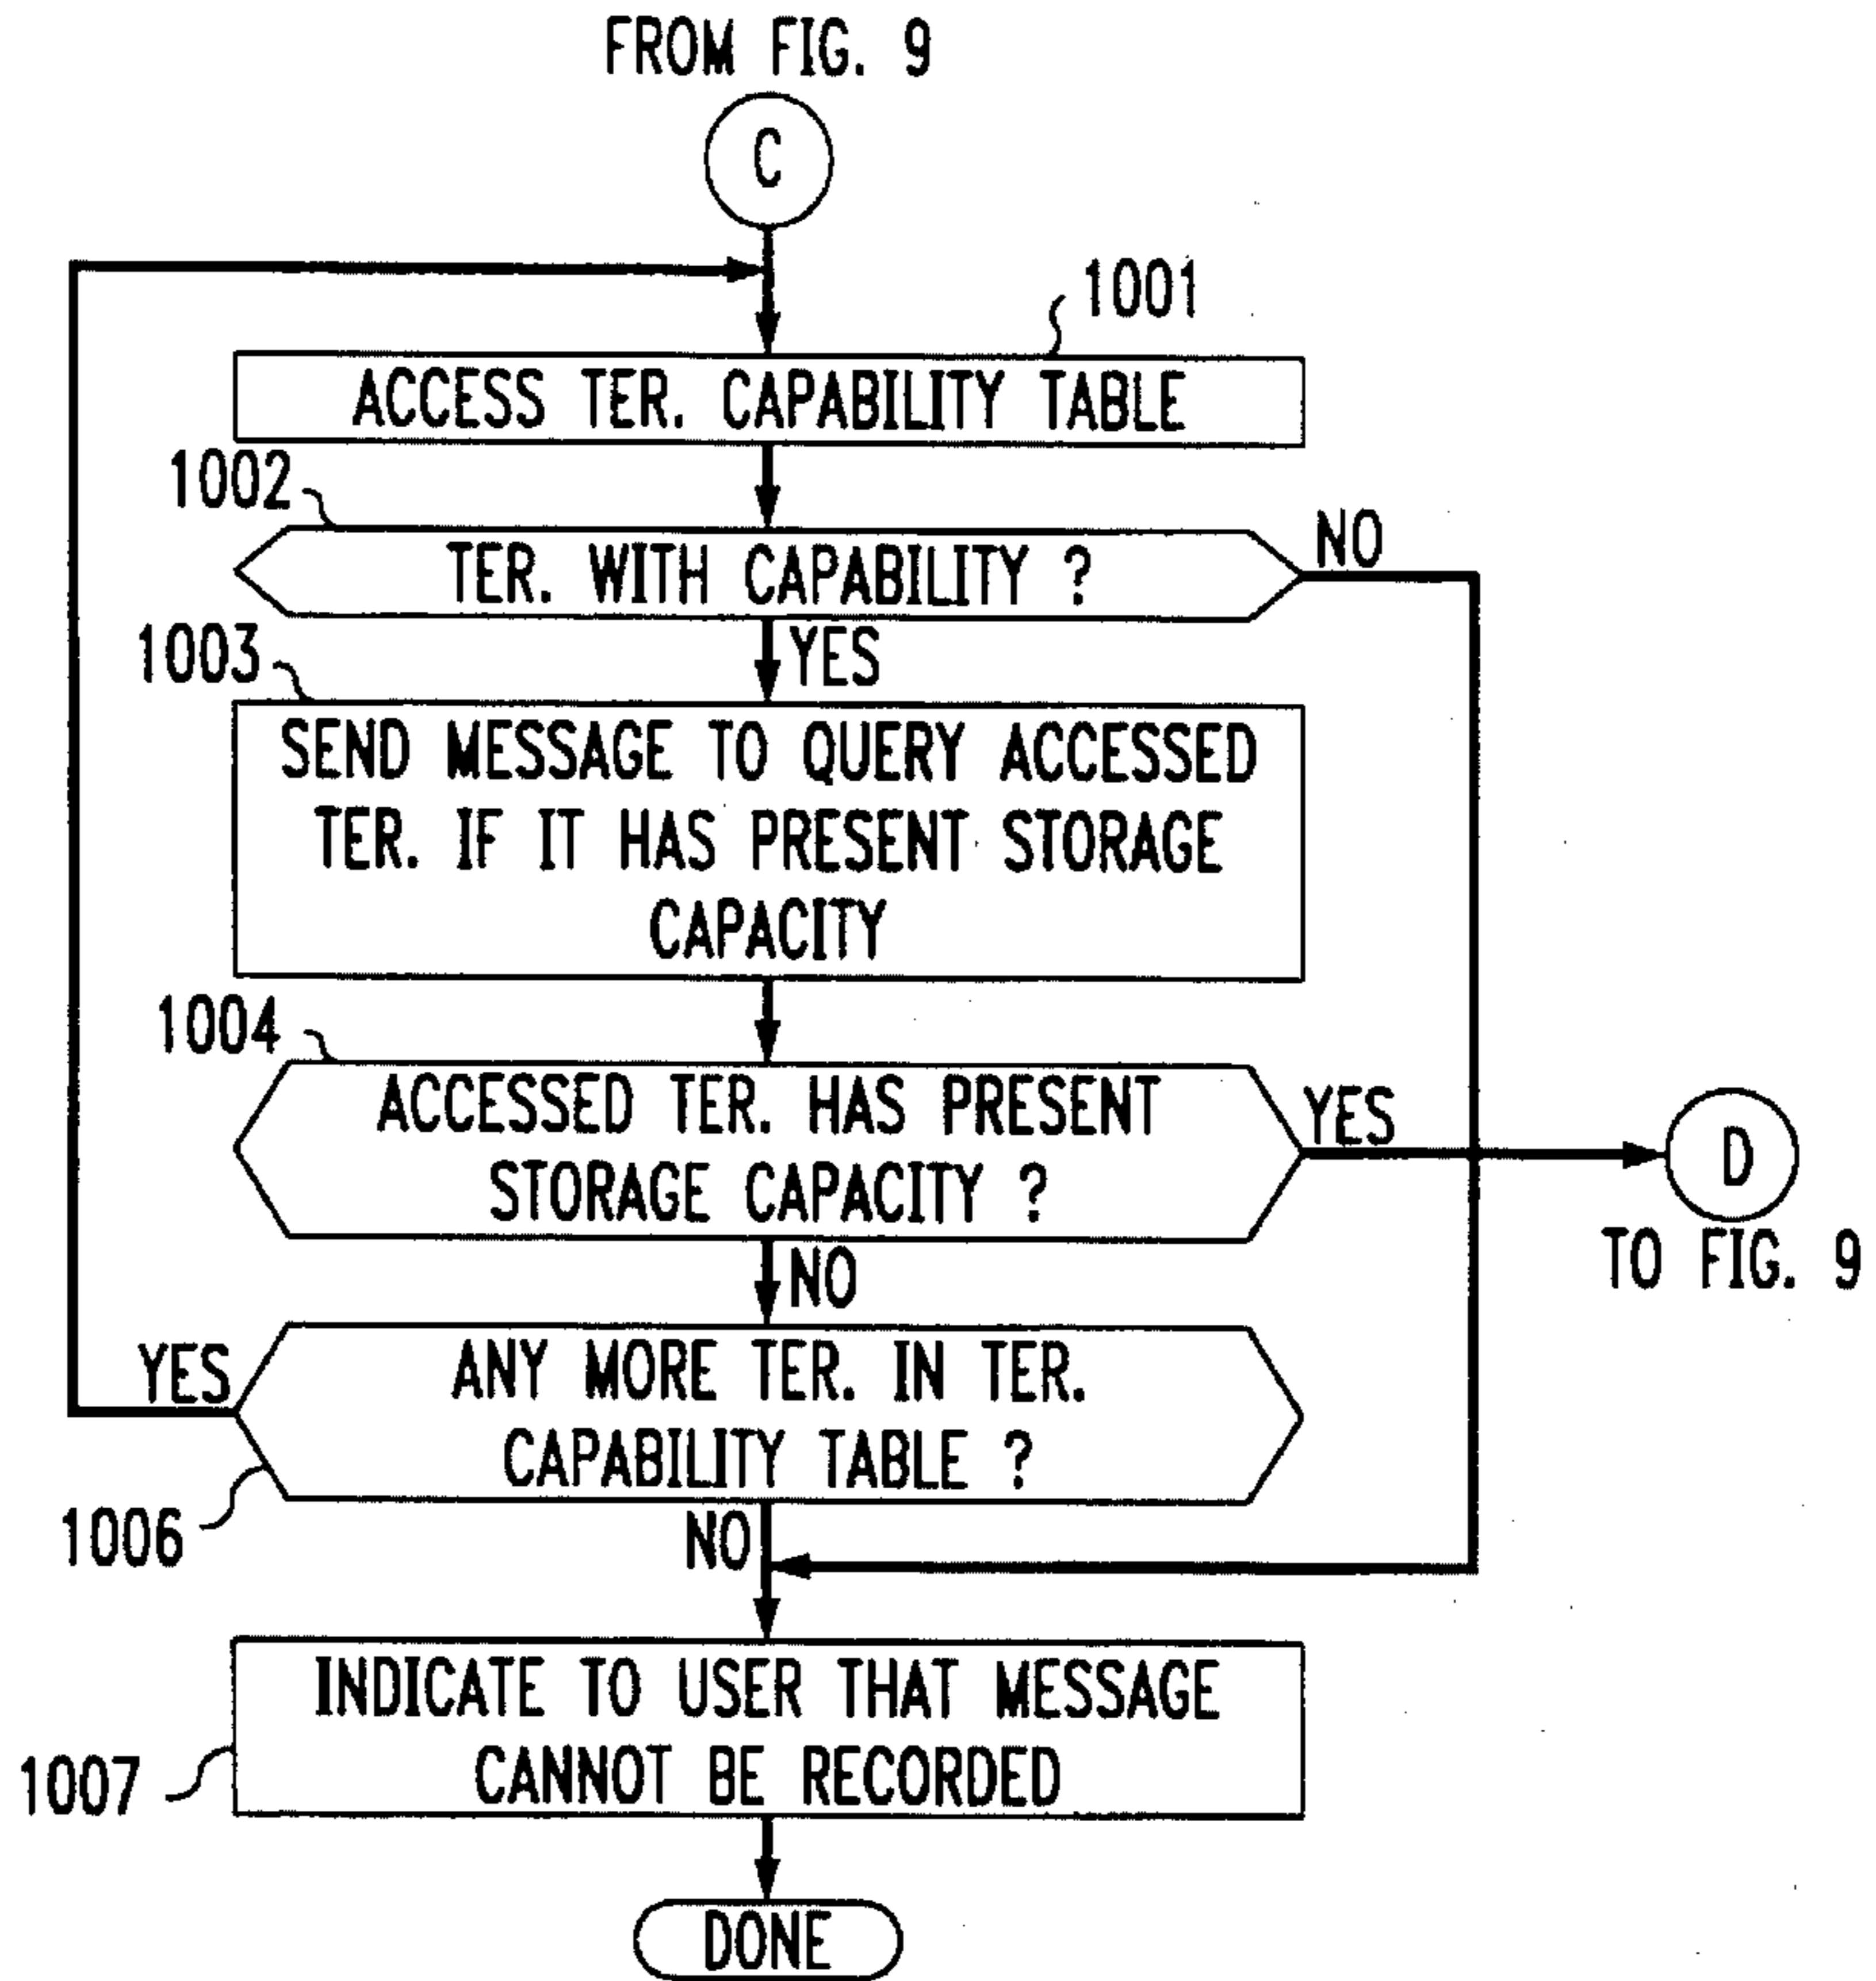 FROM FIG. 9
C
1001
ACCESS TER. CAPABILITY TABLE
1002
TER. WITH CAPABILITY ?
NO
YES
1003
SEND MESSAGE TO QUERY ACCESSED
TER. IF IT HAS PRESENT STORAGE
CAPACITY
1004
ACCESSED TER. HAS PRESENT
STORAGE CAPACITY ?
YES
D
TO FIG. 9
NO
YES
ANY MORE TER. IN TER.
CAPABILITY TABLE ?
1006
NO
INDICATE TO USER THAT MESSAGE
CANNOT BE RECORDED
1007
DONE